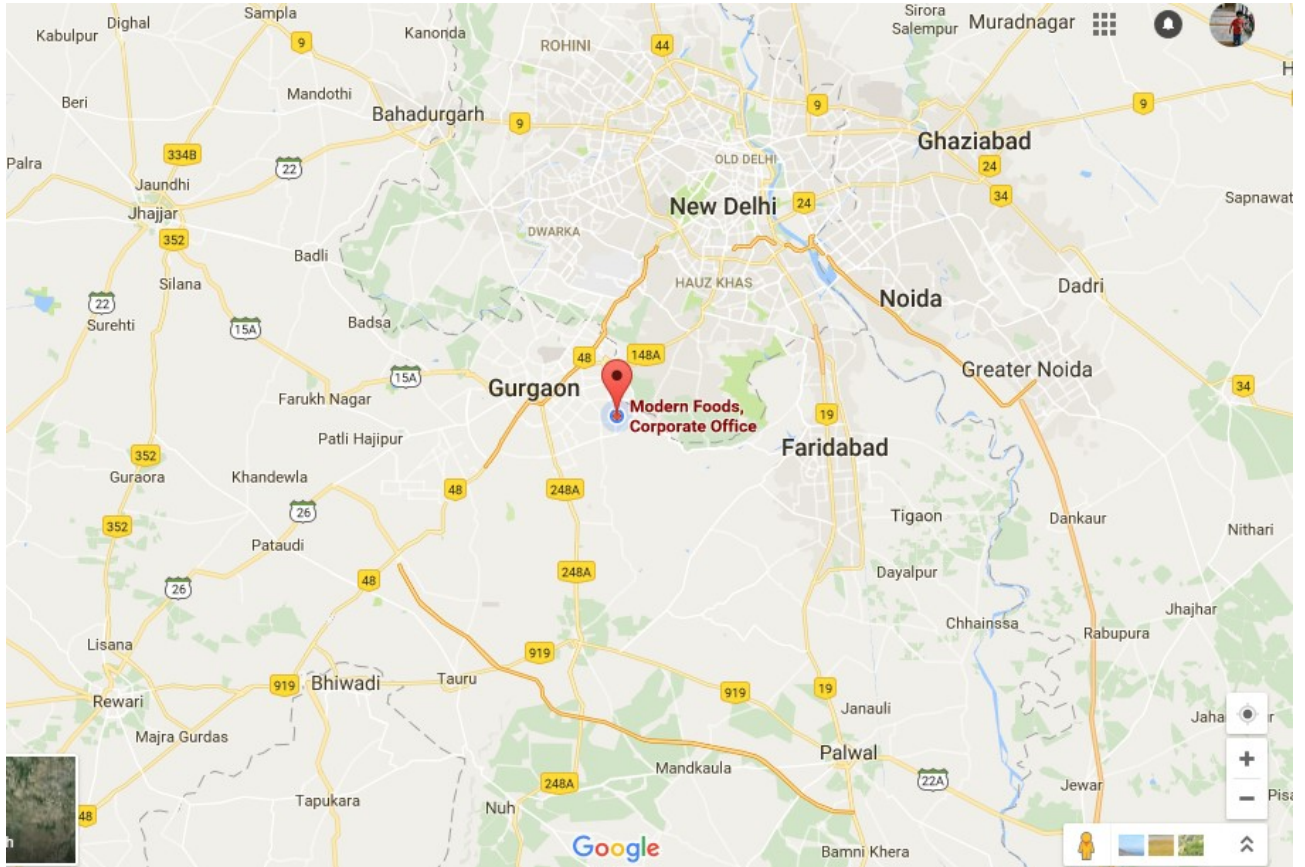 Sampla
Dighal
Kabulpur
Kanonda
Sirora
Salempur
Muradnagar
9
44
ROHINI
Beri
Mandothi
Bahadurgarh
9
9
9
Ghaziabad
Palra
334B
22
OLD DELHI
24
Jaundhi
Jhajjar
New Delhi
24
34
Sapnawat
352
DWARKA
Badli
Silana
HAUZ KHAS
Noida
Dadri
22
Surehti
15A
Badsa
48
148A
Greater Noida
15A
Gurgaon
34
Farukh Nagar
Modern Foods,
Corporate Office
19
Patli Hajipur
Faridabad
352
Guraora
Khandewla
48
248A
26
Tigaon
Dankaur
Nithari
352
Pataudi
48
248A
Dayalpur
26
Jhajhar
Chhainssa
Rabupura
Lisana
919
919
Bhiwadi
Tauru
919
19
Rewari
Janauli
Majra Gurdas
Palwal
Mandkaula
248A
22A
Jewar
Tapukara
Nuh
48
Google
Bamni Khera